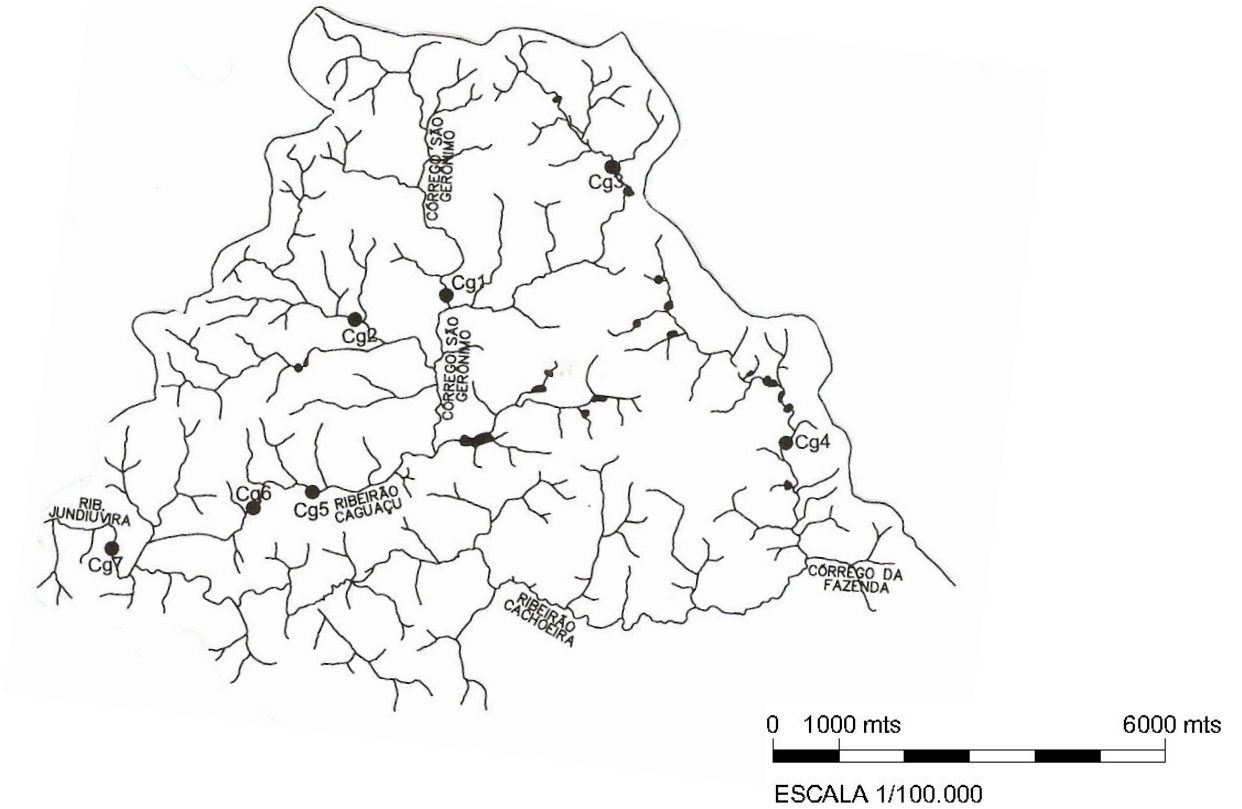 CÓRREGO SÃO
GERÔNIMO
Cg3
Cg1
Cg2
CÓRREGO SÃO
GERÔNIMO
Cg4
Cg6
Cg5
RIBEIRÃO
CAGUAÇU
RIB.
JUNDIUVIRA
Cg7
CÓRREGO DA
FAZENDA
RIBEIRÃO
CACHOEIRA
0 1000 mts 6000 mts
ESCALA 1/100.000